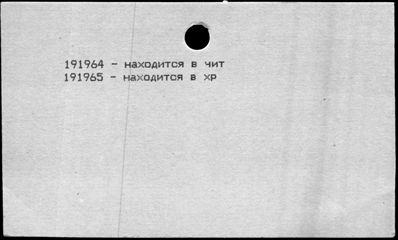 191964 - находится в чит
191965 - находится в хр